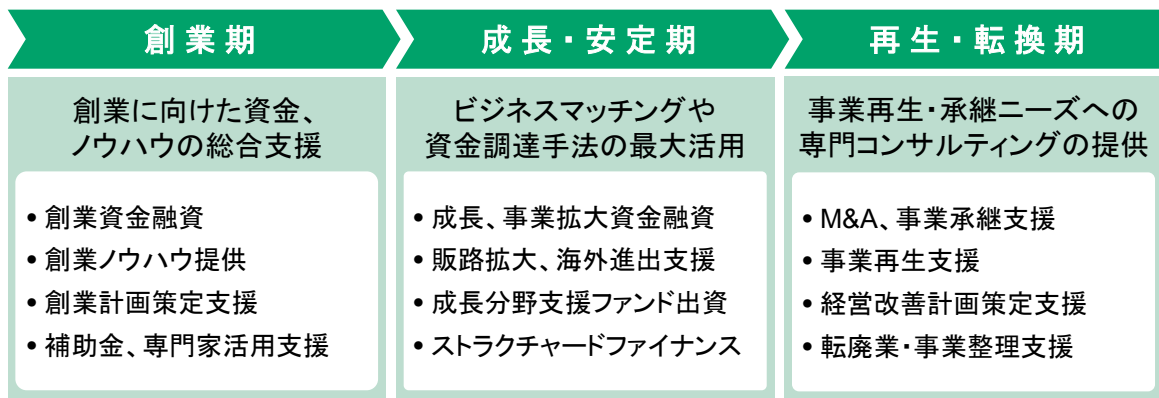 創業期
創業に向けた資金、
ノウハウの総合支援
• 創業資金融資
• 創業ノウハウ提供
• 創業計画策定支援
• 補助金、専門家活用支援
成長・安定期
ビジネスマッチングや
資金調達手法の最大活用
• 成長、事業拡大資金融資
• 販路拡大、海外進出支援
• 成長分野支援ファンド出資
• ストラクチャードファイナンス
再生・転換期
事業再生・承継ニーズへの
専門コンサルティングの提供
• M&A、事業承継支援
• 事業再生支援
• 経営改善計画策定支援
• 転廃業・事業整理支援